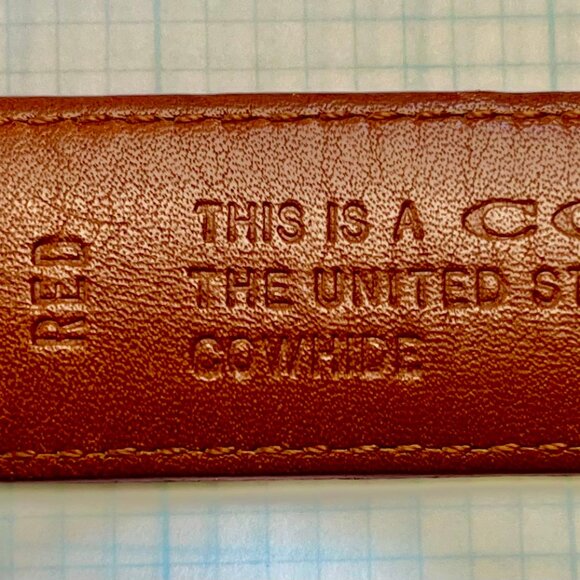 RED
THIS IS A CO
THE UNITED ST
COWHIDE